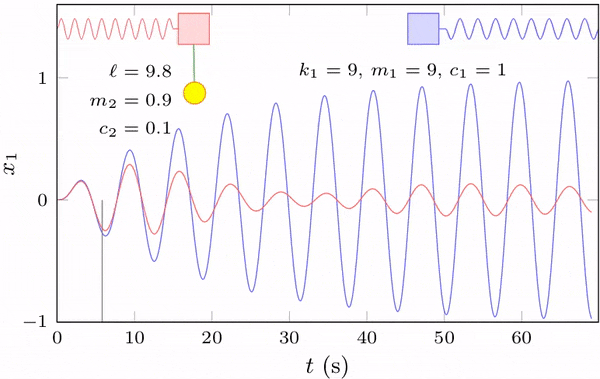 ℓ = 9.8
m₂ = 0.9
c₂ = 0.1
k₁ = 9, m₁ = 9, c₁ = 1
x₁
1
0
−1
0 10 20 30 40 50 60
t (s)